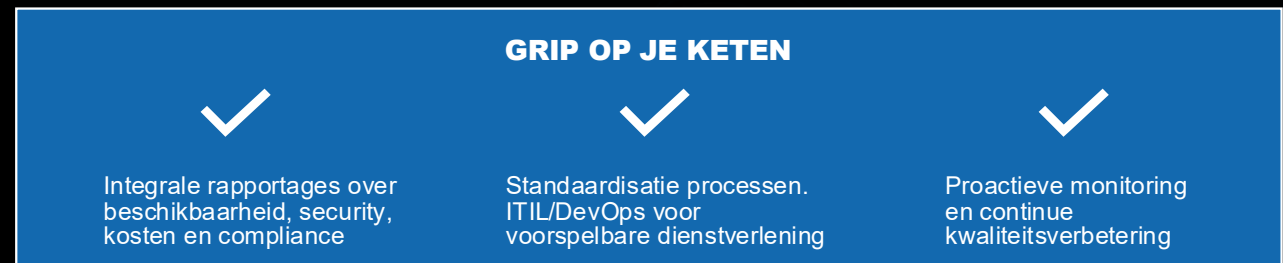 GRIP OP JE KETEN
Integrale rapportages over
beschikbaarheid, security,
kosten en compliance
Standaardisatie processen.
ITIL/DevOps voor
voorspelbare dienstverlening
Proactieve monitoring
en continue
kwaliteitsverbetering